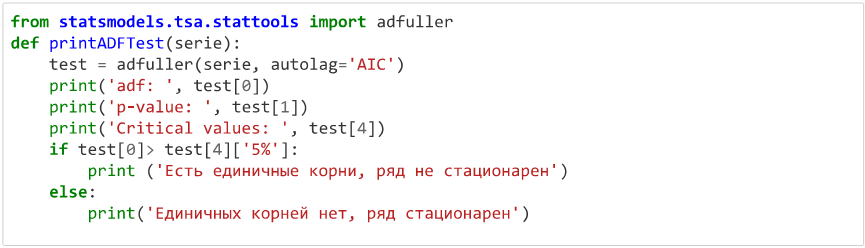 from statsmodels.tsa.stattools import adfuller
def printADFTest(serie):
    test = adfuller(serie, autolag='AIC')
    print('adf: ', test[0])
    print('p-value: ', test[1])
    print('Critical values: ', test[4])
    if test[0]> test[4]['5%']:
        print ('Есть единичные корни, ряд не стационарен')
    else:
        print('Единичных корней нет, ряд стационарен')